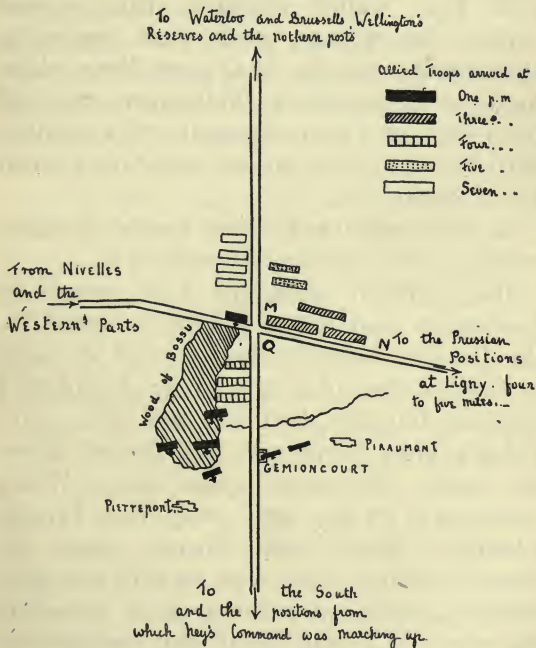 To Waterloo and Brussells, Wellington's
Reserves and the nothern posts
Allied Troops arrived at
One p.m
Three . .
Four . . .
Five .
Seven . .
From Nivelles
and the
Western Parts
M
N
Q
To the Prussian
Positions
at Ligny. four
to five miles...
Wood of Bossu
PIRAUMONT
GEMIONCOURT
PIERREPONT
To the South
and the positions from
which Ney's Command was marching up.